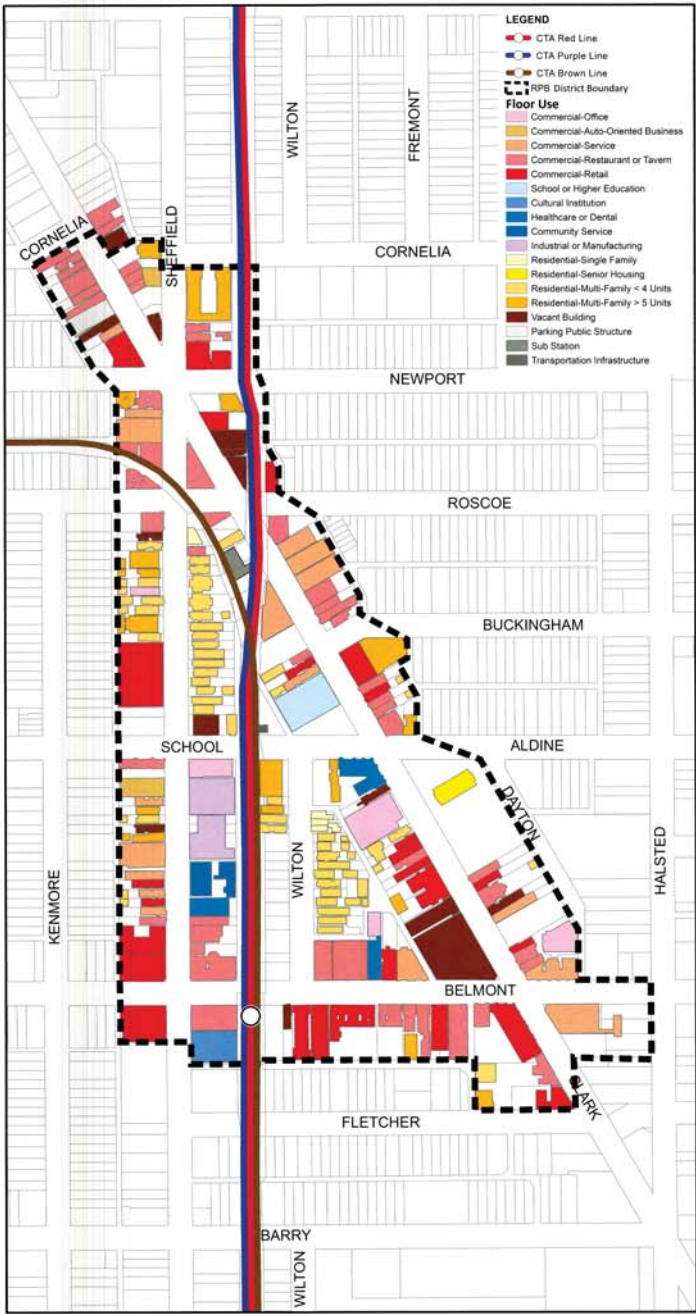 LEGEND
CTA Red Line
CTA Purple Line
CTA Brown Line
RPB District Boundary
Floor Use
Commercial-Office
Commercial-Auto-Oriented Business
Commercial-Service
Commercial-Restaurant or Tavern
Commercial-Retail
School or Higher Education
Cultural Institution
Healthcare or Dental
Community Service
Industrial or Manufacturing
Residential-Single Family
Residential-Senior Housing
Residential-Multi-Family < 4 Units
Residential-Multi-Family > 5 Units
Vacant Building
Parking Public Structure
Sub Station
Transportation Infrastructure
WILTON
FREMONT
CORNELIA
SHEFFIELD
CORNELIA
NEWPORT
ROSCOE
BUCKINGHAM
SCHOOL
ALDINE
DAYTON
HALSTED
WILTON
KENMORE
BELMONT
CLARK
FLETCHER
BARRY
WILTON